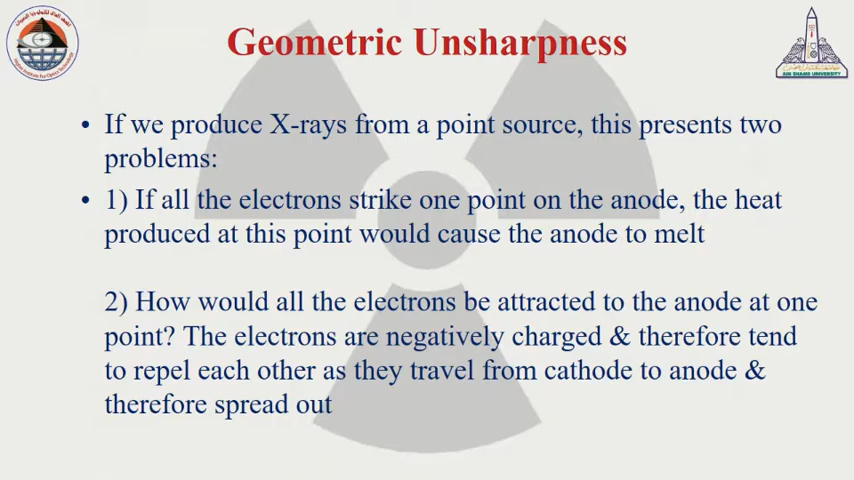 Geometric Unsharpness
AIN SHAMS UNIVERSITY
• If we produce X-rays from a point source, this presents two
problems:
• 1) If all the electrons strike one point on the anode, the heat
produced at this point would cause the anode to melt
2) How would all the electrons be attracted to the anode at one
point? The electrons are negatively charged & therefore tend
to repel each other as they travel from cathode to anode &
therefore spread out